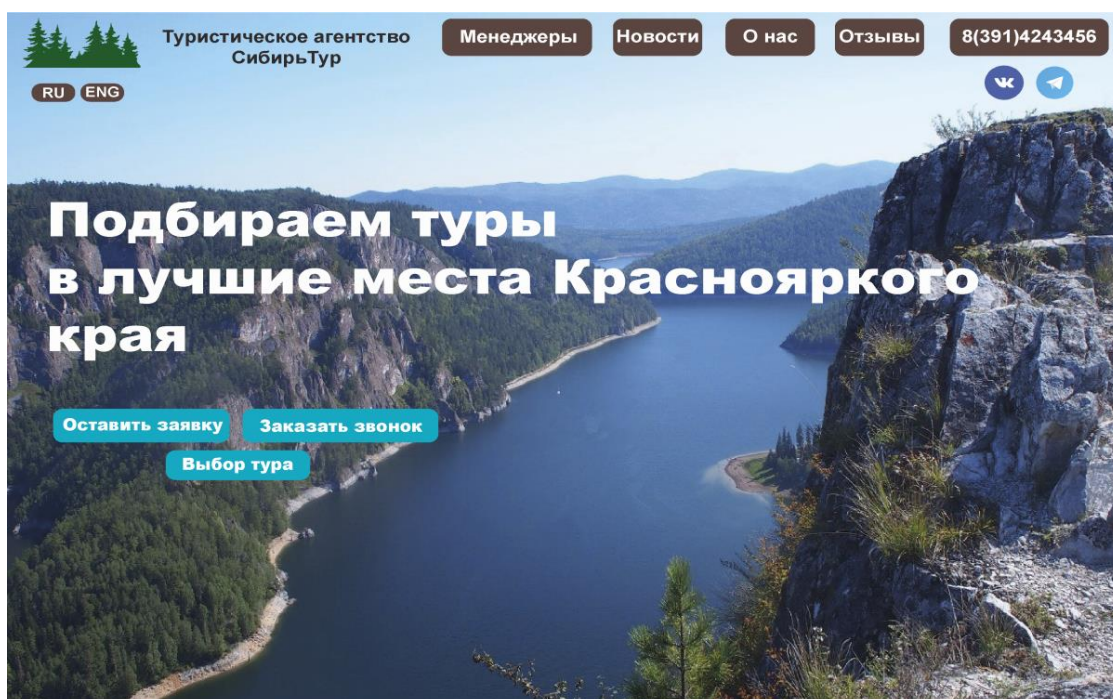 Туристическое агентство
СибирьТур
Менеджеры
Новости
О нас
Отзывы
8(391)4243456
RU
ENG
Подбираем туры
в лучшие места Краснояркого
края
Оставить заявку
Заказать звонок
Выбор тура